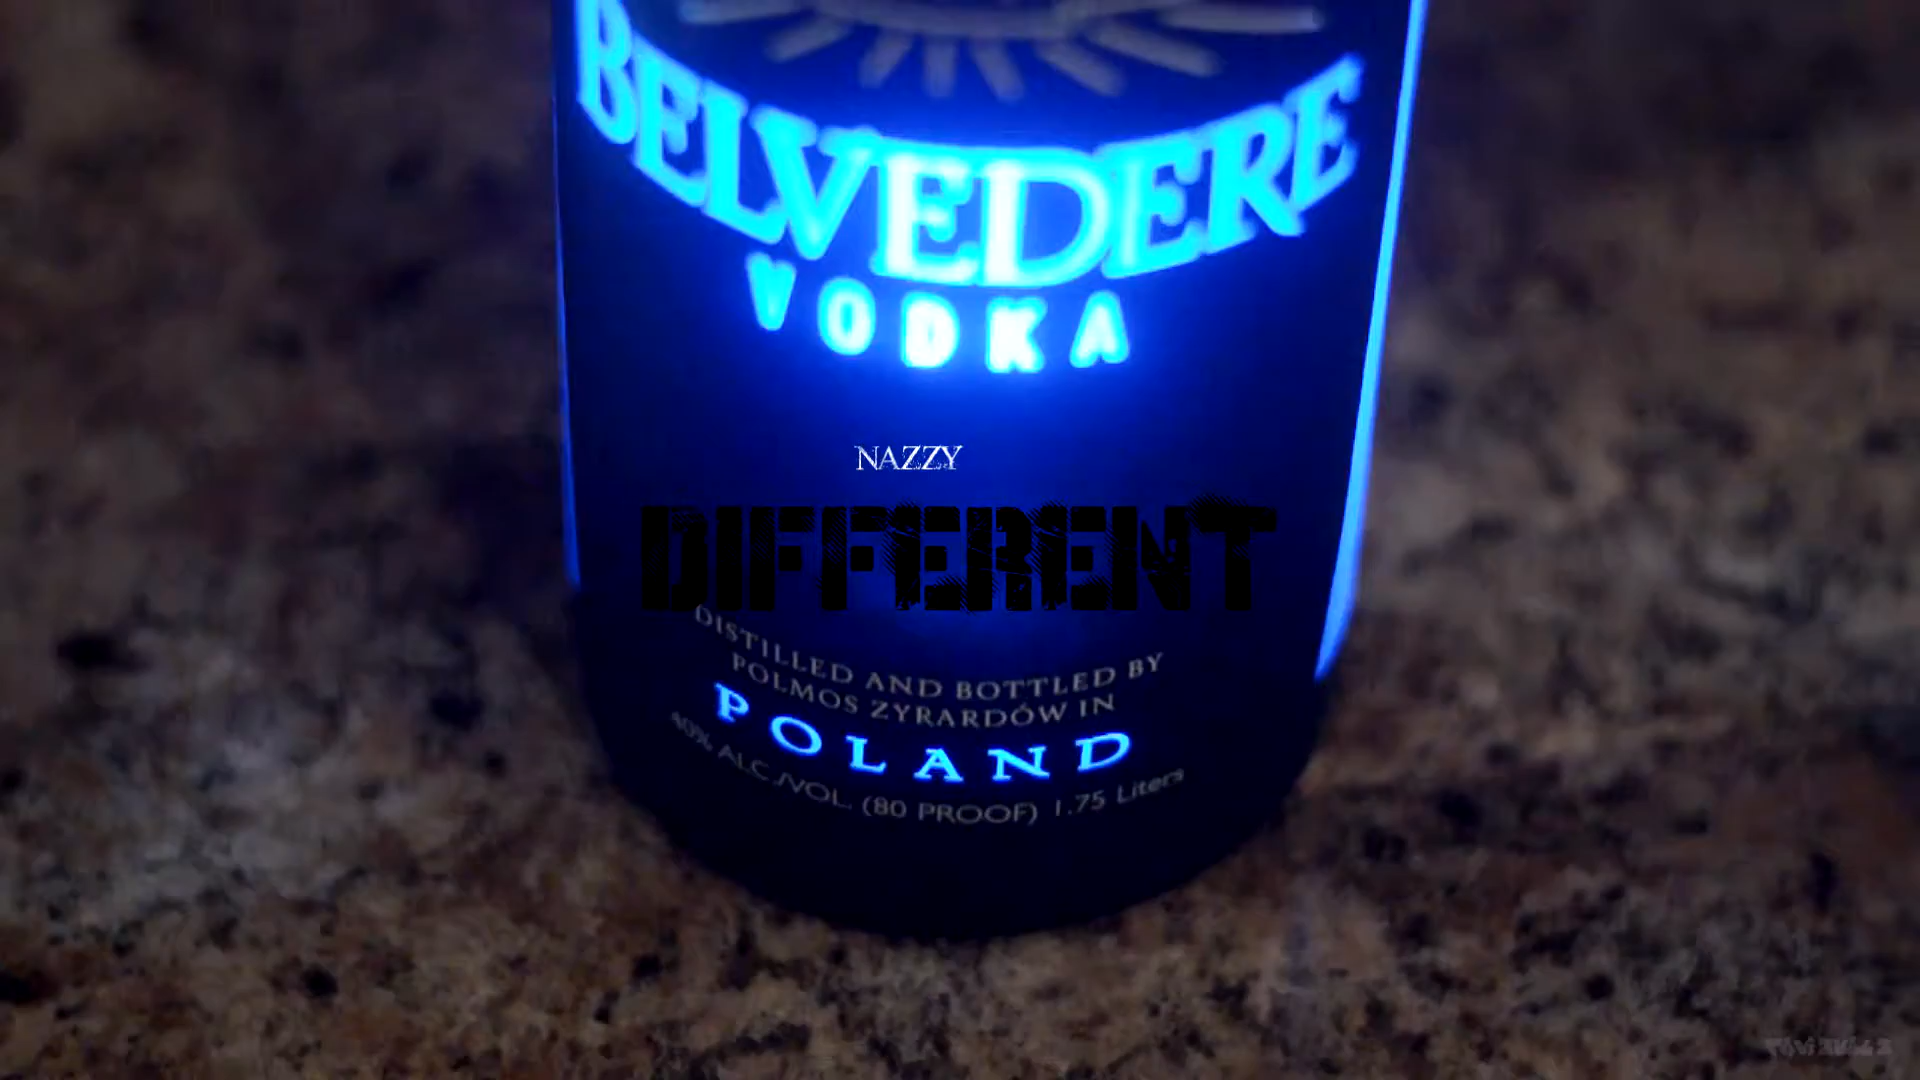 BELVEDERE
VODKA
NAZZY
DIFFERENT
DISTILLED AND BOTTLED BY
POLMOS ZYRARDÓW IN
POLAND
40% ALC./VOL. (80 PROOF) 1.75 Liters